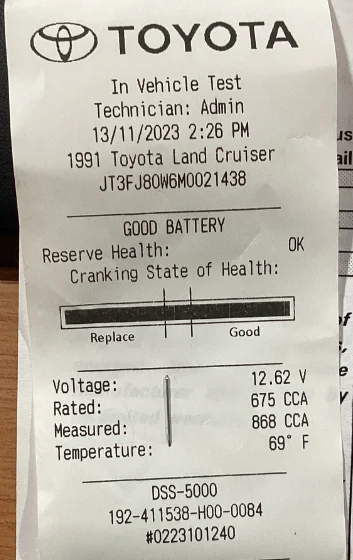 TOYOTA
In Vehicle Test
Technician: Admin
13/11/2023 2:26 PM
1991 Toyota Land Cruiser
JT3FJ80W6M0021438
GOOD BATTERY
Reserve Health: OK
Cranking State of Health:
Replace Good
Voltage: 12.62 V
Rated: 675 CCA
Measured: 868 CCA
Temperature: 69° F
DSS-5000
192-411538-H00-0084
#0223101240